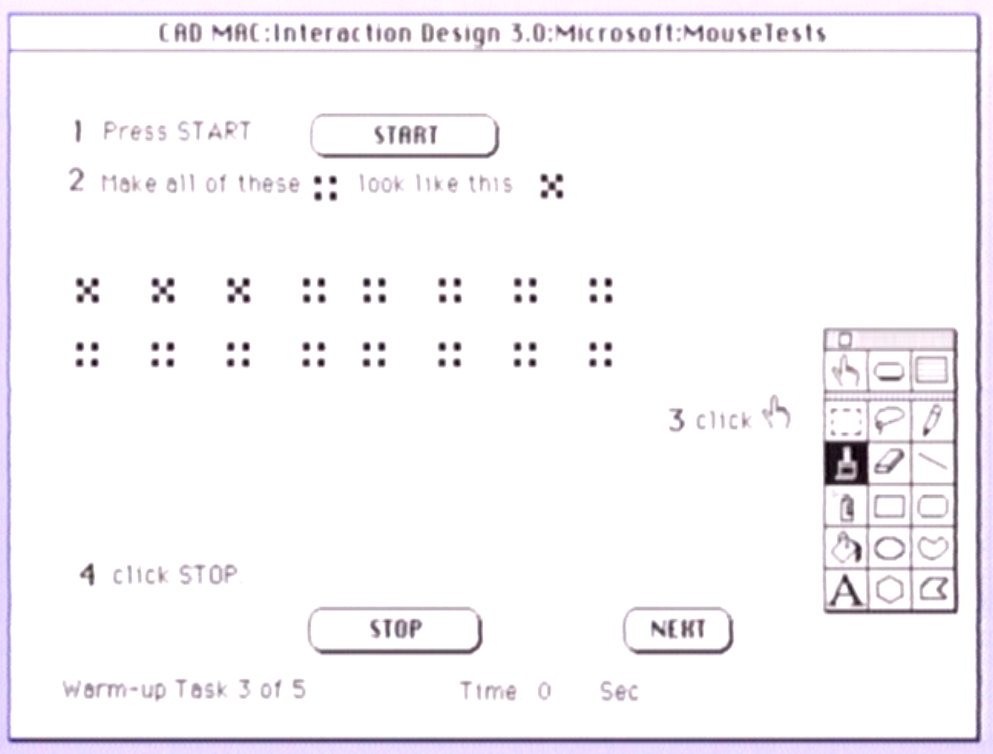 CAD MAC:Interaction Design 3.0:Microsoft:MouseTests
1 Press START
START
2 Make all of these look like this
3 click
A
4 click STOP
STOP
NEXT
Warm-up Task 3 of 5
Time 0 Sec